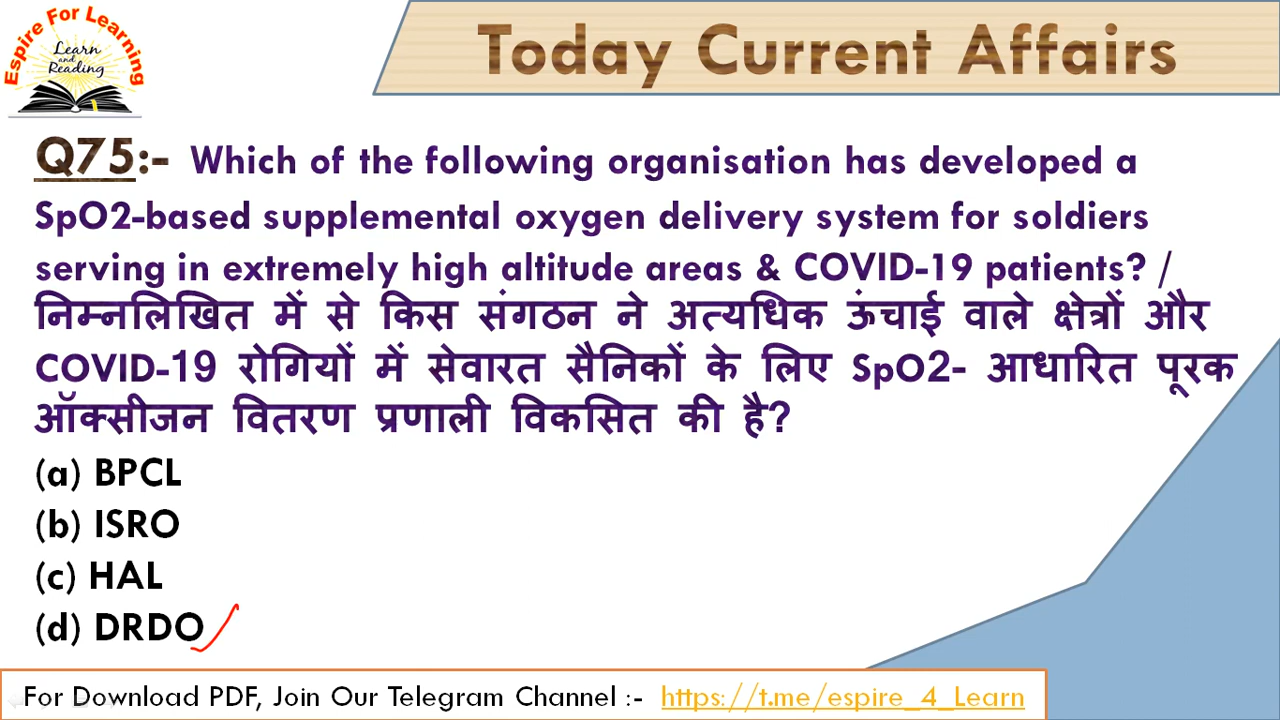 Espire For Learning
Learn
and
Reading
Today Current Affairs
Q75:- Which of the following organisation has developed a
SpO2-based supplemental oxygen delivery system for soldiers
serving in extremely high altitude areas & COVID-19 patients? /
निम्नलिखित में से किस संगठन ने अत्यधिक ऊंचाई वाले क्षेत्रों और
COVID-19 रोगियों में सेवारत सैनिकों के लिए SpO2- आधारित पूरक
ऑक्सीजन वितरण प्रणाली विकसित की है?
(a) BPCL
(b) ISRO
(c) HAL
(d) DRDO
For Download PDF, Join Our Telegram Channel :- https://t.me/espire_4_Learn